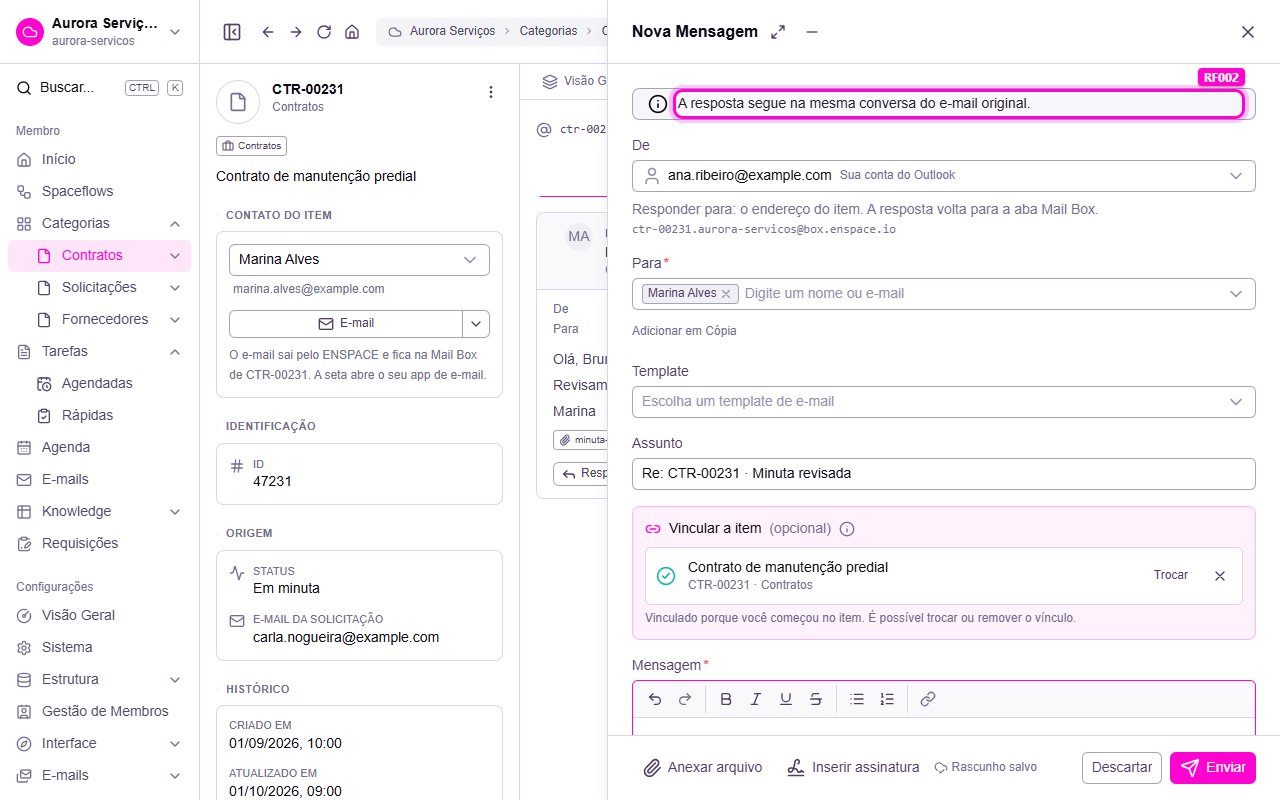 Aurora Serviç...
aurora-servicos
Buscar... CTRL K
Membro
Início
Spaceflows
Categorias
Contratos
Solicitações
Fornecedores
Tarefas
Agendadas
Rápidas
Agenda
E-mails
Knowledge
Requisições
Configurações
Visão Geral
Sistema
Estrutura
Gestão de Membros
Interface
E-mails
Aurora Serviços > Categorias > C
CTR-00231
Contratos
Contratos
Contrato de manutenção predial
CONTATO DO ITEM
Marina Alves
marina.alves@example.com
E-mail
O e-mail sai pelo ENSPACE e fica na Mail Box
de CTR-00231. A seta abre o seu app de e-mail.
IDENTIFICAÇÃO
ID
47231
ORIGEM
STATUS
Em minuta
E-MAIL DA SOLICITAÇÃO
carla.nogueira@example.com
HISTÓRICO
CRIADO EM
01/09/2026, 10:00
ATUALIZADO EM
01/10/2026, 09:00
Visão G
@ ctr-002
MA
De
Para
Olá, Brun
Revisam
Marina
minuta-
Resp
Nova Mensagem
RF002
A resposta segue na mesma conversa do e-mail original.
De
ana.ribeiro@example.com Sua conta do Outlook
Responder para: o endereço do item. A resposta volta para a aba Mail Box.
ctr-00231.aurora-servicos@box.enspace.io
Para*
Marina Alves Digite um nome ou e-mail
Adicionar em Cópia
Template
Escolha um template de e-mail
Assunto
Re: CTR-00231 · Minuta revisada
Vincular a item (opcional)
Contrato de manutenção predial
CTR-00231 · Contratos
Trocar
Vinculado porque você começou no item. É possível trocar ou remover o vínculo.
Mensagem*
B I U S
Anexar arquivo
Inserir assinatura
Rascunho salvo
Descartar
Enviar